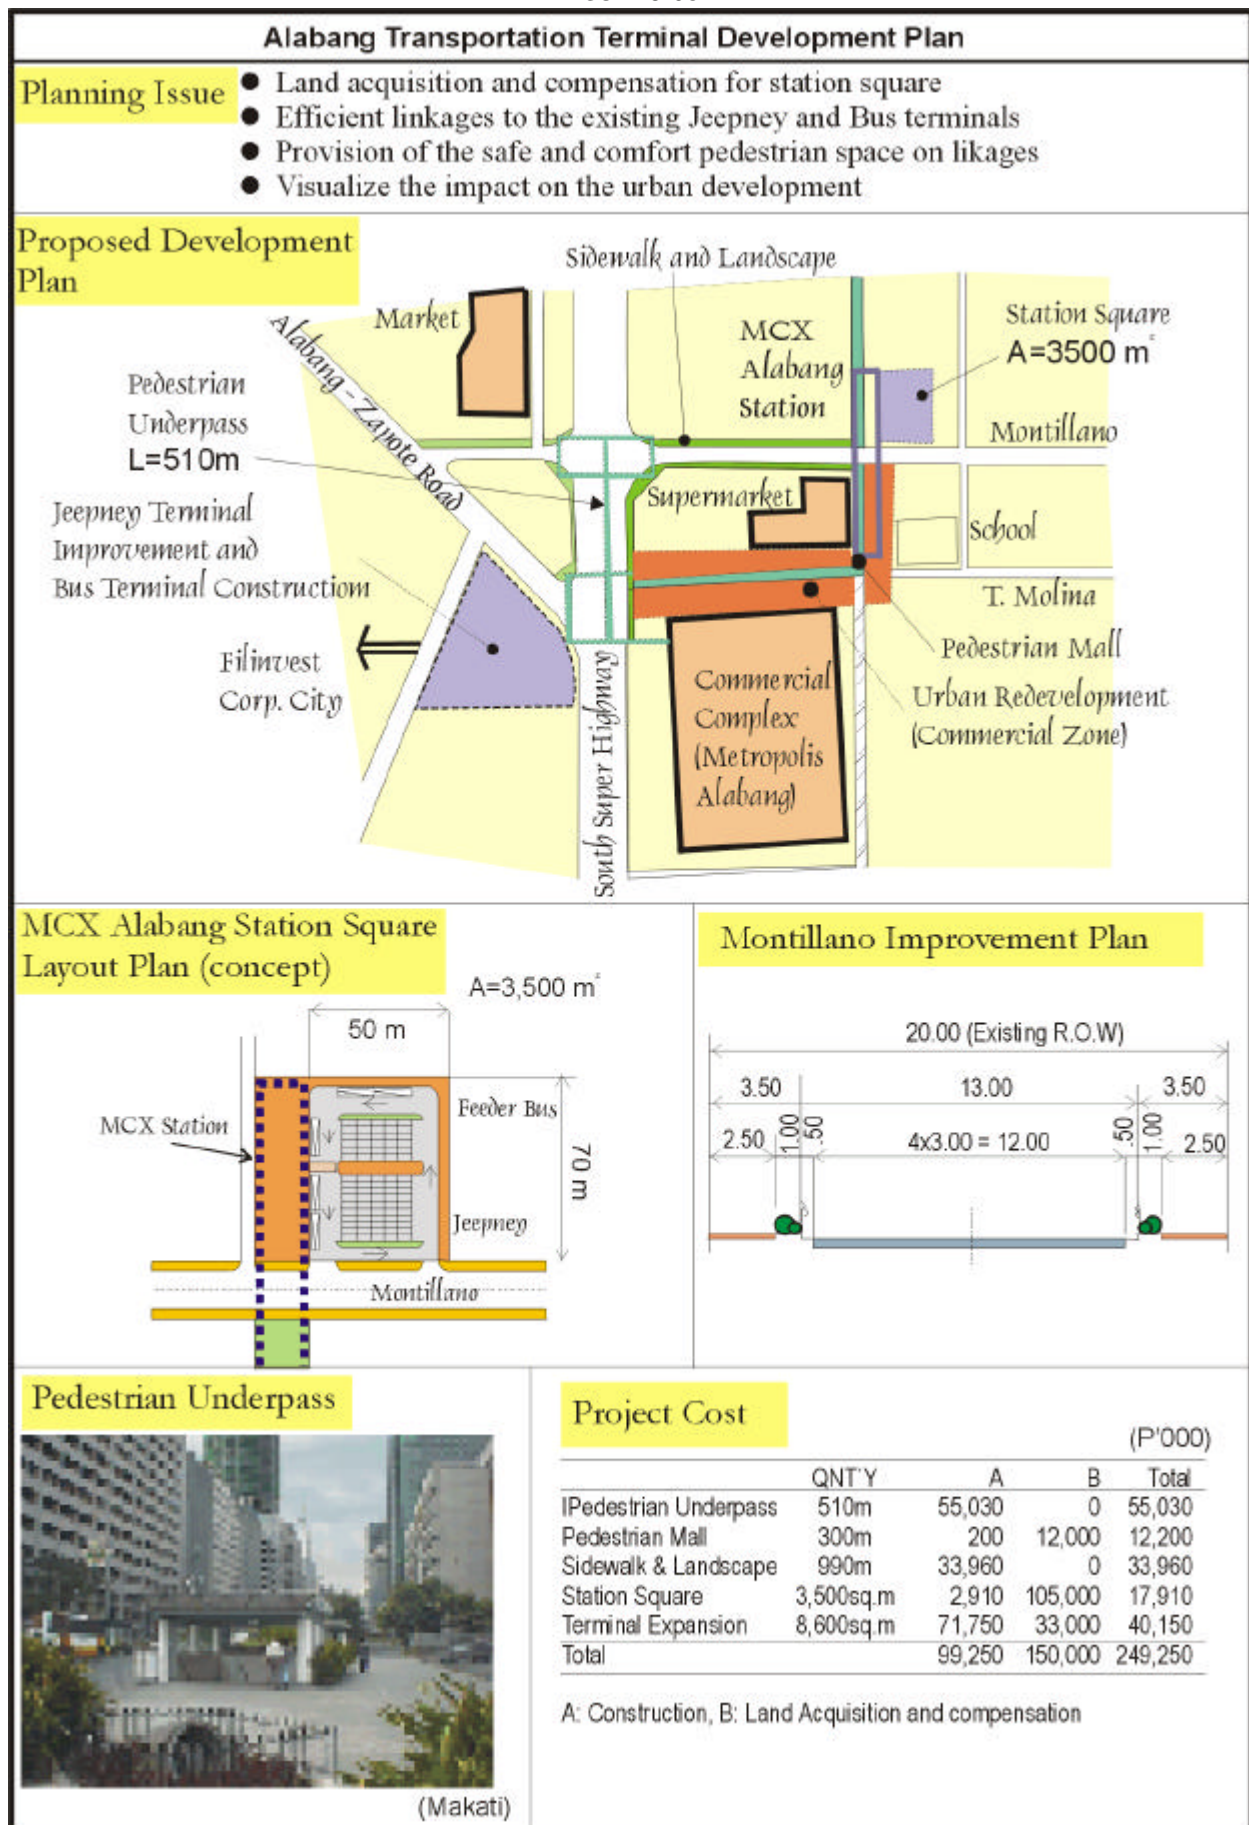 Alabang Transportation Terminal Development Plan
Planning Issue
● Land acquisition and compensation for station square
● Efficient linkages to the existing Jeepney and Bus terminals
● Provision of the safe and comfort pedestrian space on likages
● Visualize the impact on the urban development
Proposed Development
Plan
Sidewalk and Landscape
Market
Alabang - Zapote Road
MCX
Alabang
Station
Station Square
A=3500 m²
Pedestrian
Underpass
L=510m
Montillano
Jeepney Terminal
Improvement and
Bus Terminal Constructiom
Supermarket
School
T. Molina
Filinvest
Corp. City
Pedestrian Mall
South Super Highway
Commercial
Complex
(Metropolis
Alabang)
Urban Redevelopment
(Commercial Zone)
MCX Alabang Station Square
Layout Plan (concept)
A=3,500 m²
50 m
MCX Station
Feeder Bus
70 m
Jeepney
Montillano
Montillano Improvement Plan
20.00 (Existing R.O.W)
3.50 13.00 3.50
2.50 1.00 .50 4x3.00 = 12.00 .50 1.00 2.50
Pedestrian Underpass
(Makati)
Project Cost
(P'000)
QNT'Y A B Total
IPedestrian Underpass 510m 55,030 0 55,030
Pedestrian Mall 300m 200 12,000 12,200
Sidewalk & Landscape 990m 33,960 0 33,960
Station Square 3,500sq.m 2,910 105,000 17,910
Terminal Expansion 8,600sq.m 71,750 33,000 40,150
Total 99,250 150,000 249,250
A: Construction, B: Land Acquisition and compensation